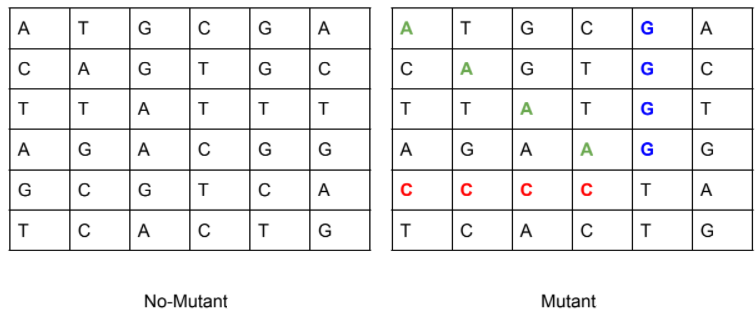 A T G C G A
C A G T G C
T T A T T T
A G A C G G
G C G T C A
T C A C T G
No-Mutant
A T G C G A
C A G T G C
T T A T G T
A G A A G G
C C C C T A
T C A C T G
Mutant